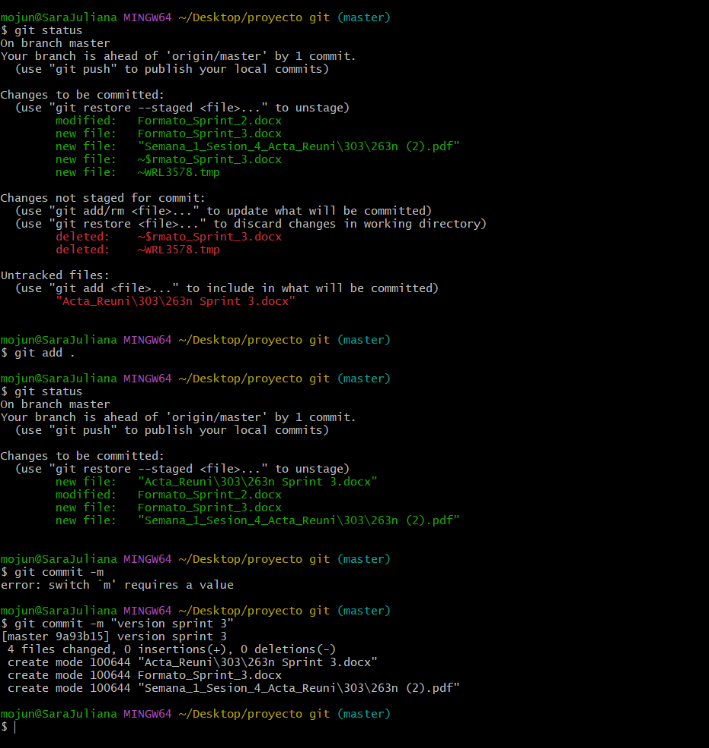 mojun@SaraJuliana MINGW64 ~/Desktop/proyecto git (master)
$ git status
On branch master
Your branch is ahead of 'origin/master' by 1 commit.
  (use "git push" to publish your local commits)

Changes to be committed:
  (use "git restore --staged <file>..." to unstage)
        modified:   Formato_Sprint_2.docx
        new file:   Formato_Sprint_3.docx
        new file:   "Semana_1_Sesion_4_Acta_Reuni\303\263n (2).pdf"
        new file:   ~$rmato_Sprint_3.docx
        new file:   ~WRL3578.tmp

Changes not staged for commit:
  (use "git add/rm <file>..." to update what will be committed)
  (use "git restore <file>..." to discard changes in working directory)
        deleted:    ~$rmato_Sprint_3.docx
        deleted:    ~WRL3578.tmp

Untracked files:
  (use "git add <file>..." to include in what will be committed)
        "Acta_Reuni\303\263n Sprint 3.docx"

mojun@SaraJuliana MINGW64 ~/Desktop/proyecto git (master)
$ git add .

mojun@SaraJuliana MINGW64 ~/Desktop/proyecto git (master)
$ git status
On branch master
Your branch is ahead of 'origin/master' by 1 commit.
  (use "git push" to publish your local commits)

Changes to be committed:
  (use "git restore --staged <file>..." to unstage)
        new file:   "Acta_Reuni\303\263n Sprint 3.docx"
        modified:   Formato_Sprint_2.docx
        new file:   Formato_Sprint_3.docx
        new file:   "Semana_1_Sesion_4_Acta_Reuni\303\263n (2).pdf"

mojun@SaraJuliana MINGW64 ~/Desktop/proyecto git (master)
$ git commit -m
error: switch `m' requires a value

mojun@SaraJuliana MINGW64 ~/Desktop/proyecto git (master)
$ git commit -m "version sprint 3"
[master 9a93b15] version sprint 3
 4 files changed, 0 insertions(+), 0 deletions(-)
 create mode 100644 "Acta_Reuni\303\263n Sprint 3.docx"
 create mode 100644 Formato_Sprint_3.docx
 create mode 100644 "Semana_1_Sesion_4_Acta_Reuni\303\263n (2).pdf"

mojun@SaraJuliana MINGW64 ~/Desktop/proyecto git (master)
$